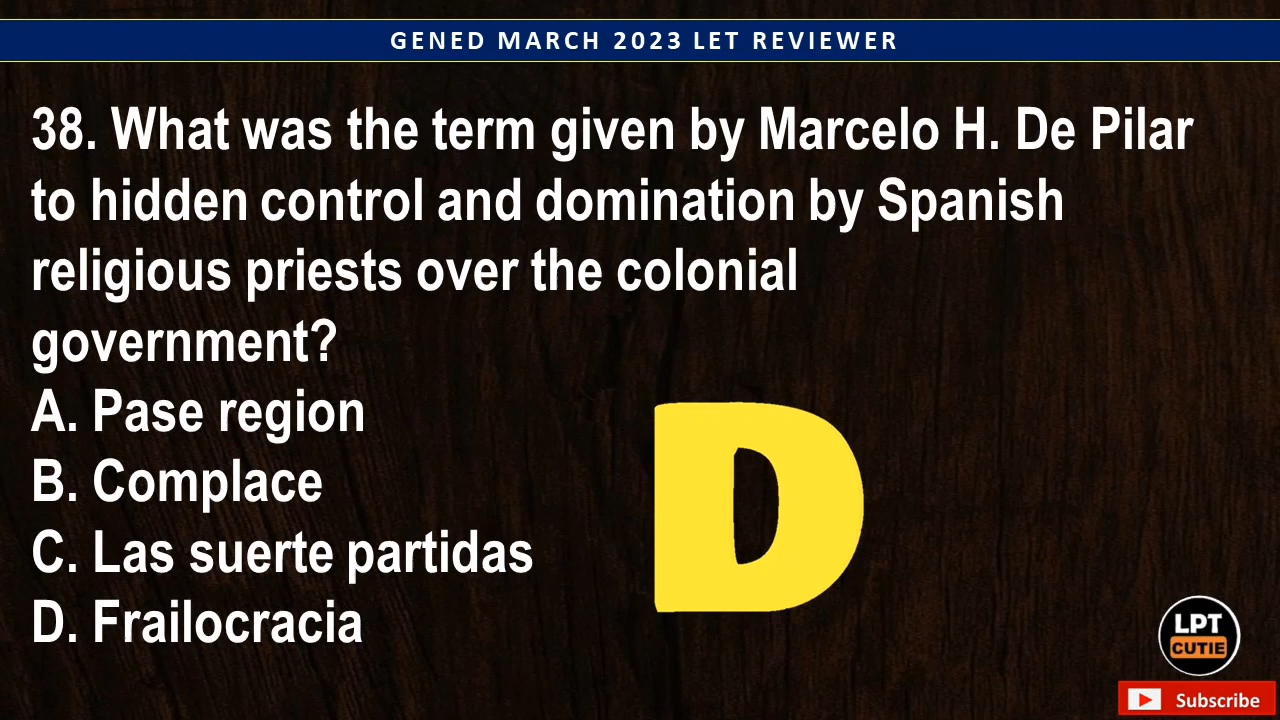 GENED MARCH 2023 LET REVIEWER
38. What was the term given by Marcelo H. De Pilar
to hidden control and domination by Spanish
religious priests over the colonial
government?
A. Pase region
B. Complace
C. Las suerte partidas
D. Frailocracia
D
LPT
CUTIE
Subscribe